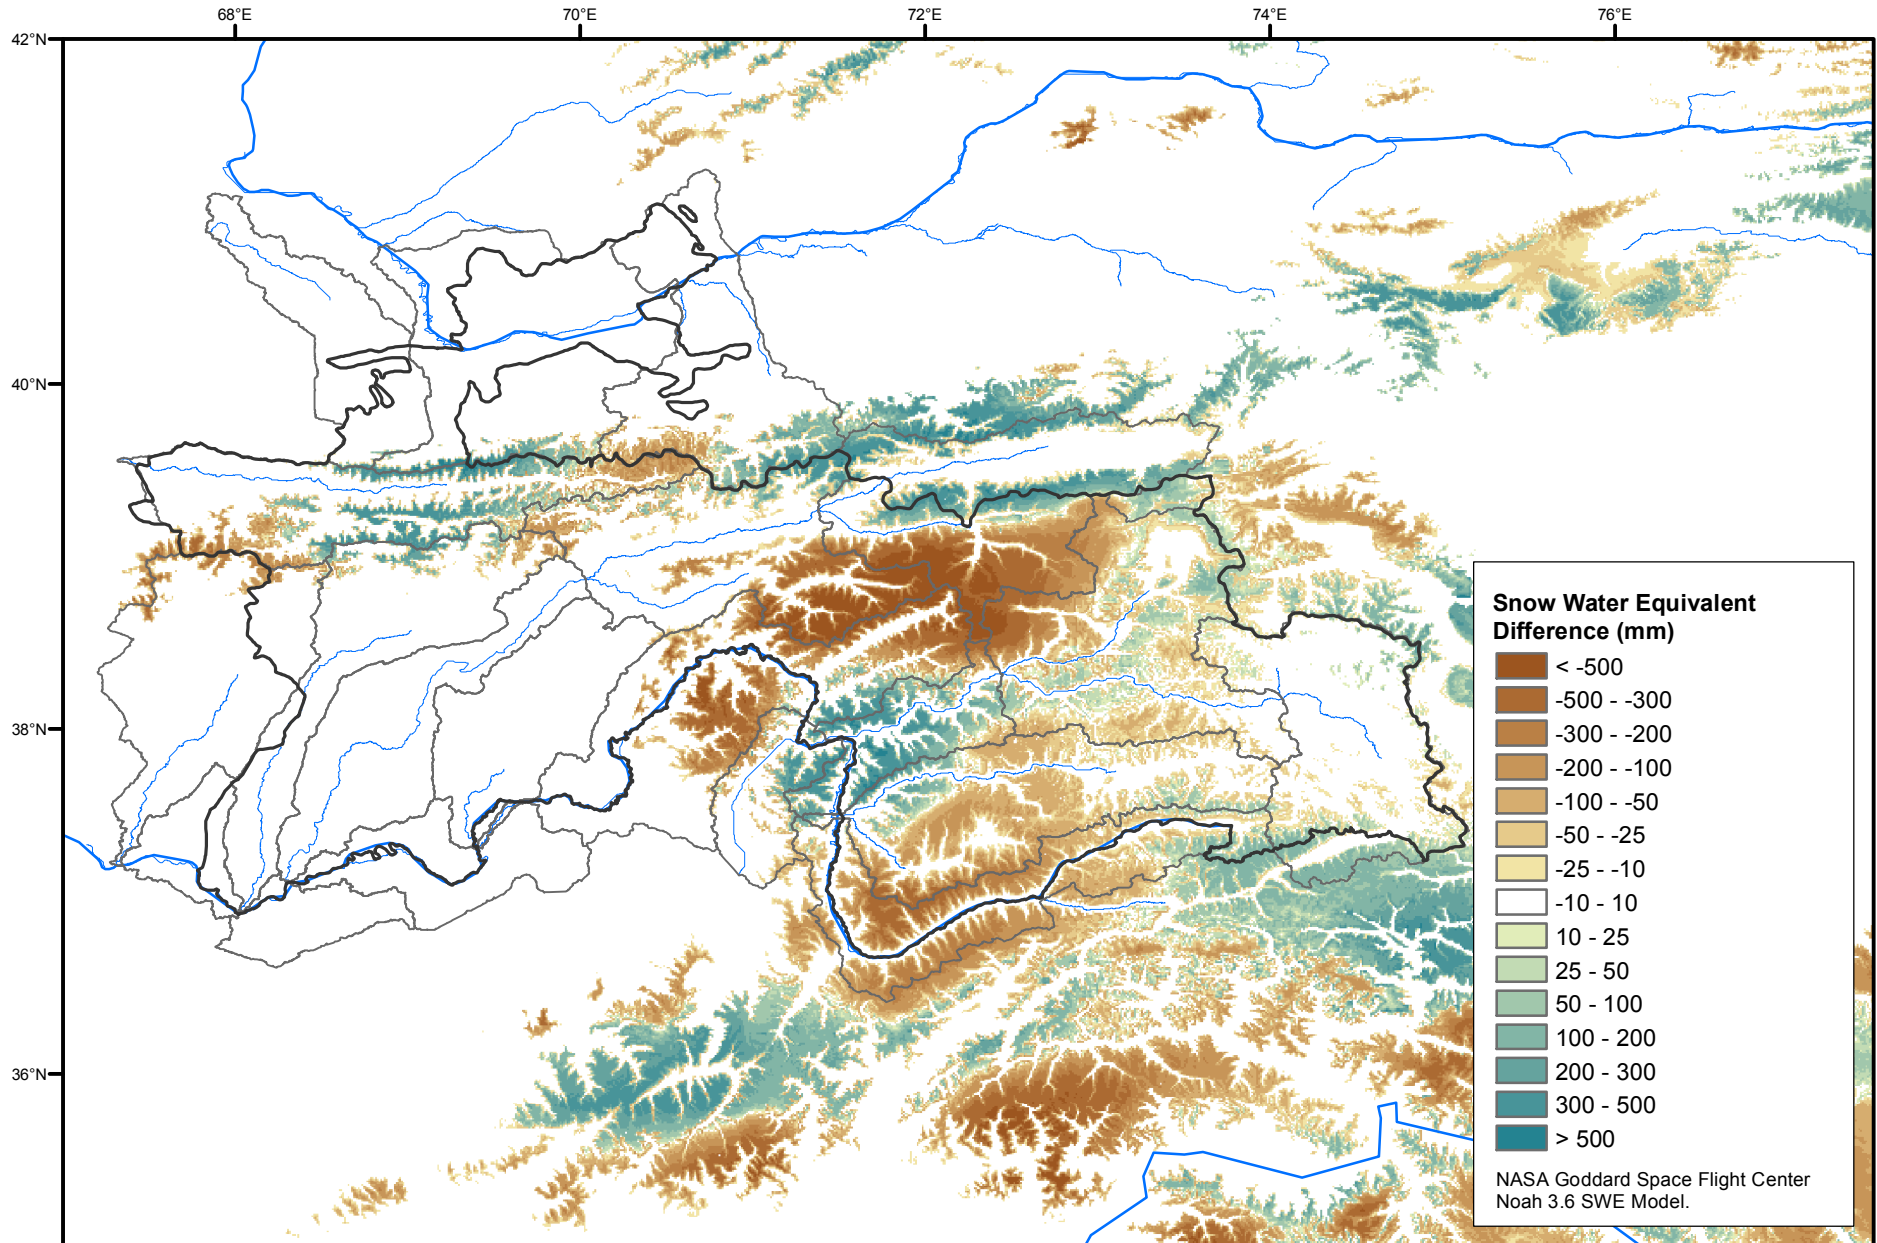 68°E 70°E 72°E 74°E 76°E
42°N
40°N
38°N
36°N
Snow Water Equivalent
Difference (mm)
< -500
-500 - -300
-300 - -200
-200 - -100
-100 - -50
-50 - -25
-25 - -10
-10 - 10
10 - 25
25 - 50
50 - 100
100 - 200
200 - 300
300 - 500
> 500
NASA Goddard Space Flight Center
Noah 3.6 SWE Model.